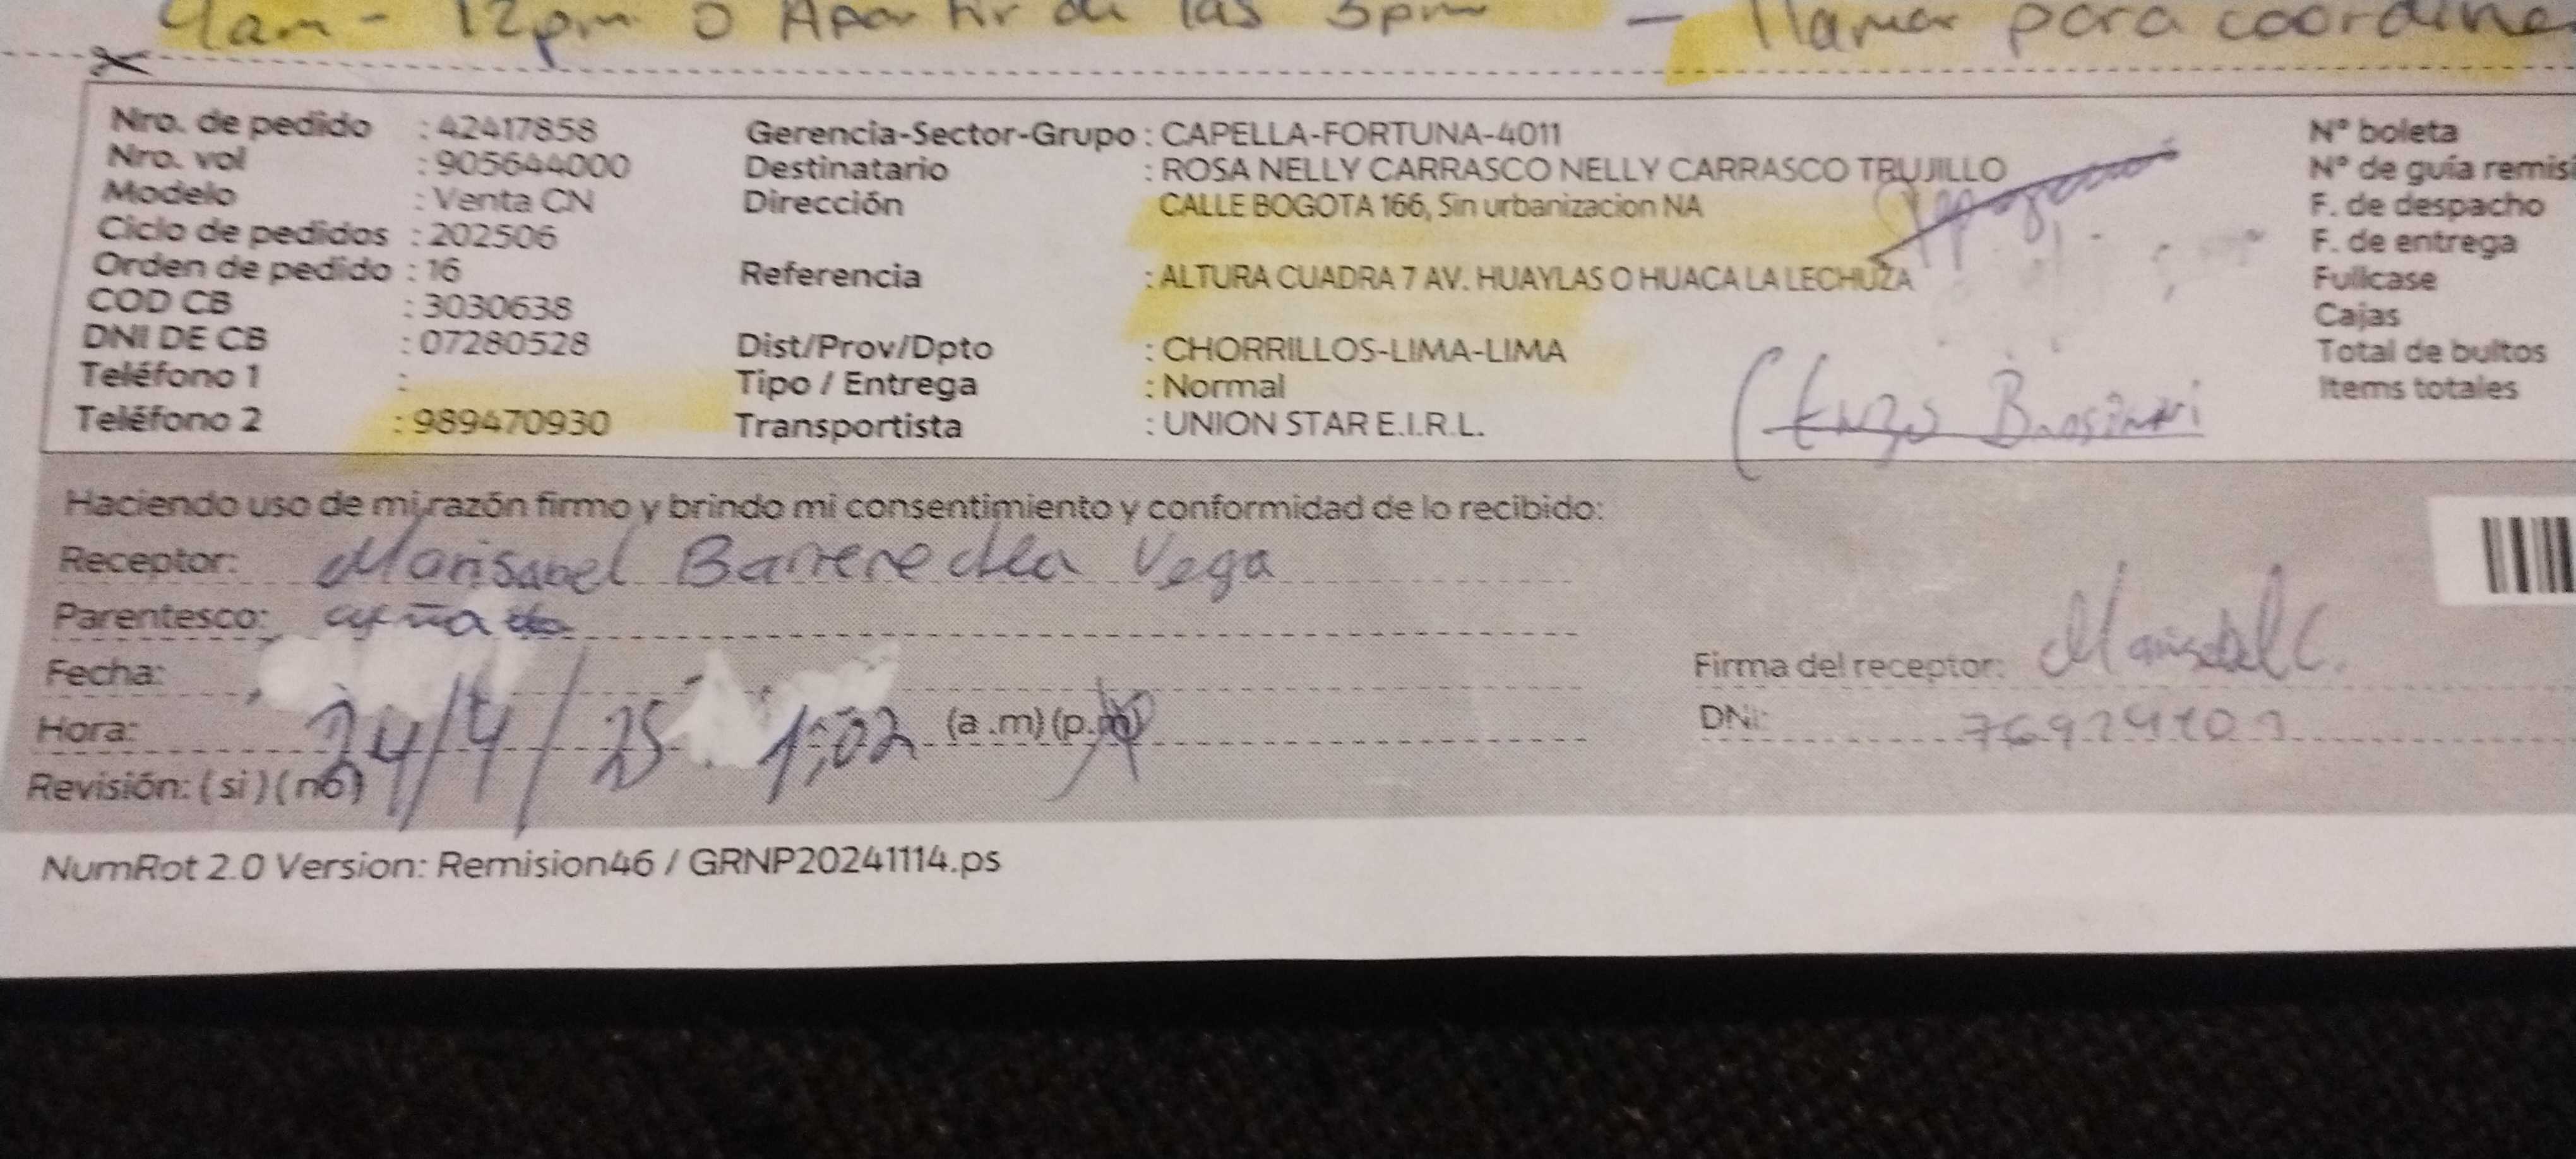 9am - 12pm o Apartir de las 3pm - llamar para coordinar
Nro. de pedido : 42417858
Nro. vol : 905644000
Modelo : Venta CN
Ciclo de pedidos : 202506
Orden de pedido : 16
COD CB : 3030638
DNI DE CB : 07280528
Teléfono 1 :
Teléfono 2 : 989470930
Gerencia-Sector-Grupo : CAPELLA-FORTUNA-4011
Destinatario : ROSA NELLY CARRASCO NELLY CARRASCO TRUJILLO
Dirección CALLE BOGOTA 166, Sin urbanizacion NA
Referencia : ALTURA CUADRA 7 AV. HUAYLAS O HUACA LA LECHUZA
Dist/Prov/Dpto : CHORRILLOS-LIMA-LIMA
Tipo / Entrega : Normal
Transportista : UNION STAR E.I.R.L.
Enzo
N° boleta
N° de guía remisi
F. de despacho
F. de entrega
Fullcase
Cajas
Total de bultos
Items totales
Haciendo uso de mi razón firmo y brindo mi consentimiento y conformidad de lo recibido:
Receptor: Marisabel Barrenechea Vega
Parentesco:
Fecha:
Hora: 24/4/25 1:02 (a.m) (p.m)
Revisión: (si) (no)
Firma del receptor: Marisabel C.
DNI:
NumRot 2.0 Version: Remision46 / GRNP20241114.ps